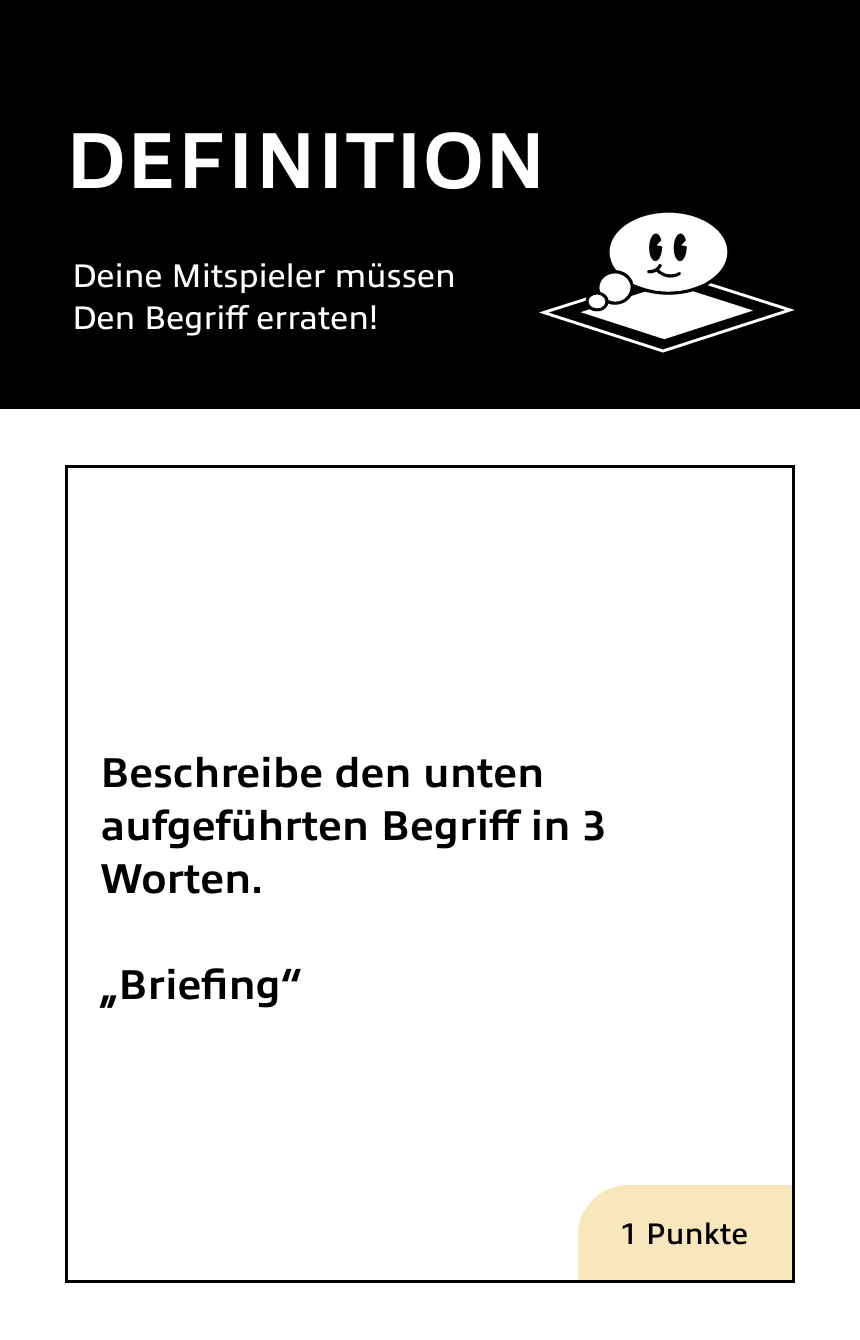 DEFINITION
Deine Mitspieler müssen
Den Begriff erraten!
Beschreibe den unten
aufgeführten Begriff in 3
Worten.
„Briefing“
1 Punkte